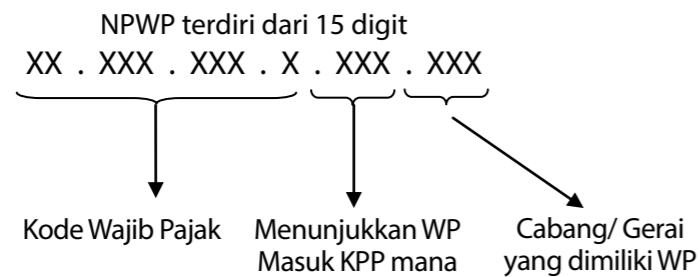 NPWP terdiri dari 15 digit
XX . XXX . XXX . X . XXX . XXX
Kode Wajib Pajak
Menunjukkan WP
Masuk KPP mana
Cabang/ Gerai
yang dimiliki WP